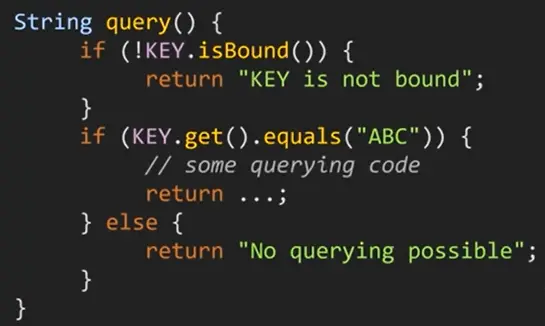 String query() {
    if (!KEY.isBound()) {
        return "KEY is not bound";
    }
    if (KEY.get().equals("ABC")) {
        // some querying code
        return ...;
    } else {
        return "No querying possible";
    }
}